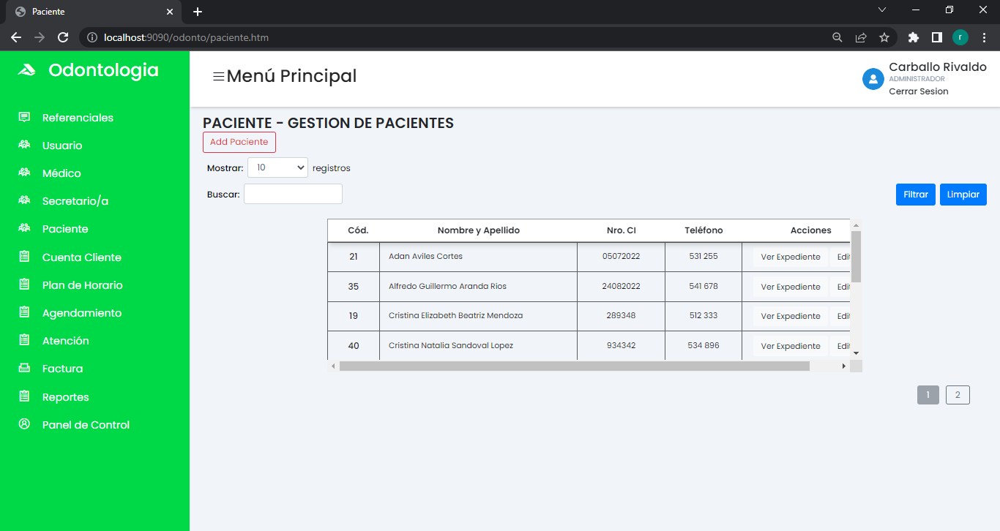 Paciente
localhost:9090/odonto/paciente.htm
r
Odontologia
Menú Principal
Carballo Rivaldo
ADMINISTRADOR
Cerrar Sesion
Referenciales
Usuario
Médico
Secretario/a
Paciente
Cuenta Cliente
Plan de Horario
Agendamiento
Atención
Factura
Reportes
Panel de Control
PACIENTE - GESTION DE PACIENTES
Add Paciente
Mostrar: 10 registros
Buscar:
Filtrar Limpiar
Cód. Nombre y Apellido Nro. CI Teléfono Acciones
21 Adan Aviles Cortes 05072022 531 255 Ver Expediente Edit
35 Alfredo Guillermo Aranda Rios 24082022 541 678 Ver Expediente Edit
19 Cristina Elizabeth Beatriz Mendoza 289348 512 333 Ver Expediente Edit
40 Cristina Natalia Sandoval Lopez 934342 534 896 Ver Expediente Edit
1 2